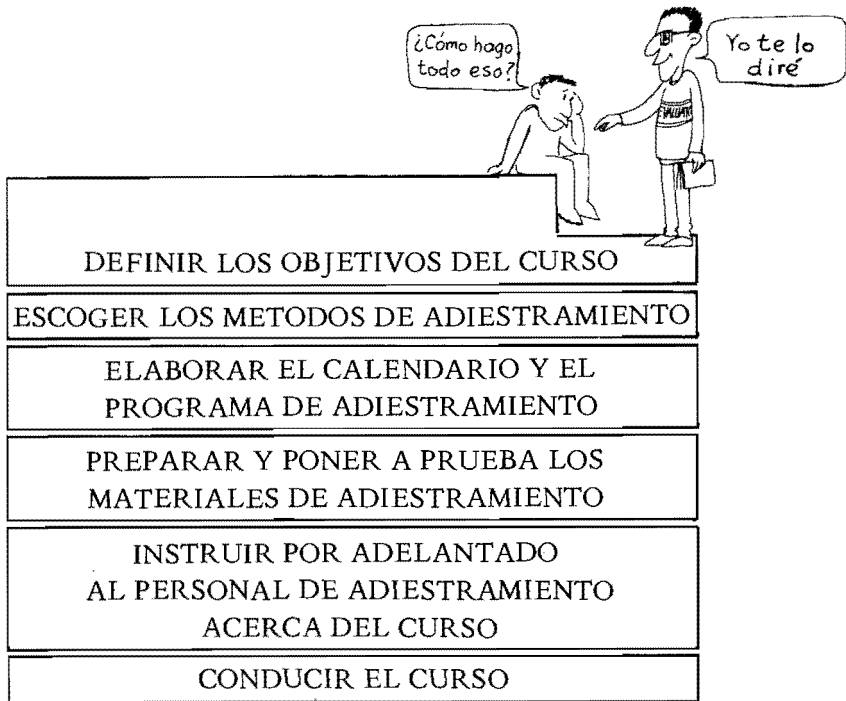 ¿Cómo hago
todo eso?
Yo te lo
diré
DEFINIR LOS OBJETIVOS DEL CURSO
ESCOGER LOS METODOS DE ADIESTRAMIENTO
ELABORAR EL CALENDARIO Y EL
PROGRAMA DE ADIESTRAMIENTO
PREPARAR Y PONER A PRUEBA LOS
MATERIALES DE ADIESTRAMIENTO
INSTRUIR POR ADELANTADO
AL PERSONAL DE ADIESTRAMIENTO
ACERCA DEL CURSO
CONDUCIR EL CURSO